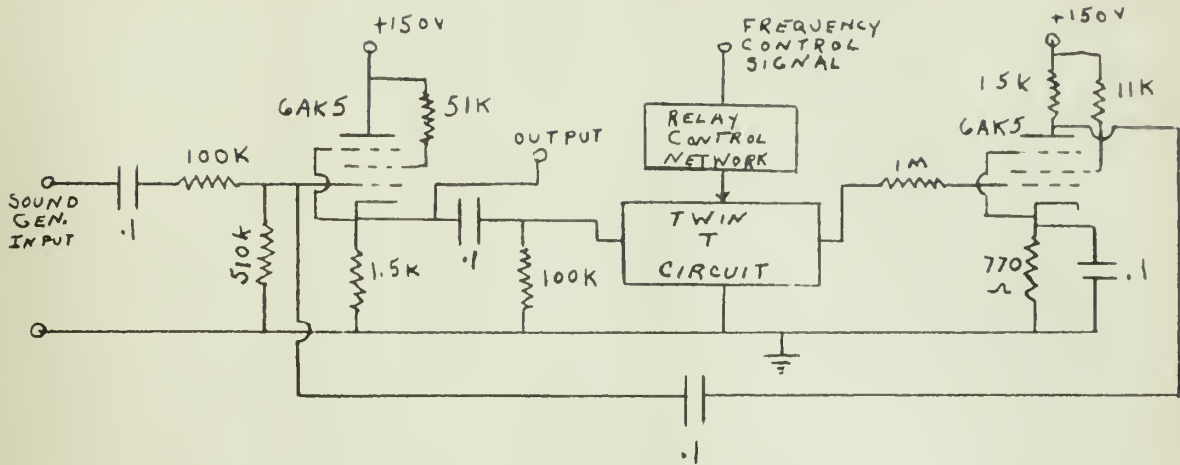 +150V
6AK5
51K
OUTPUT
100K
SOUND
GEN.
INPUT
.1
510K
1.5K
.1
100K
FREQUENCY
CONTROL
SIGNAL
RELAY
CONTROL
NETWORK
TWIN
T
CIRCUIT
1M
+150V
15K
11K
6AK5
770
Ω
.1
.1